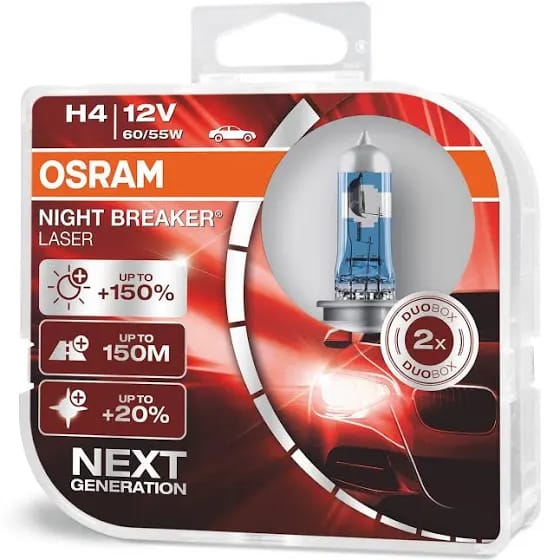 H4 12V
60/55W
OSRAM
NIGHT BREAKER®
LASER
UP TO
+150%
UP TO
150M
UP TO
+20%
NEXT
GENERATION
DUOBOX
2x
DUOBOX